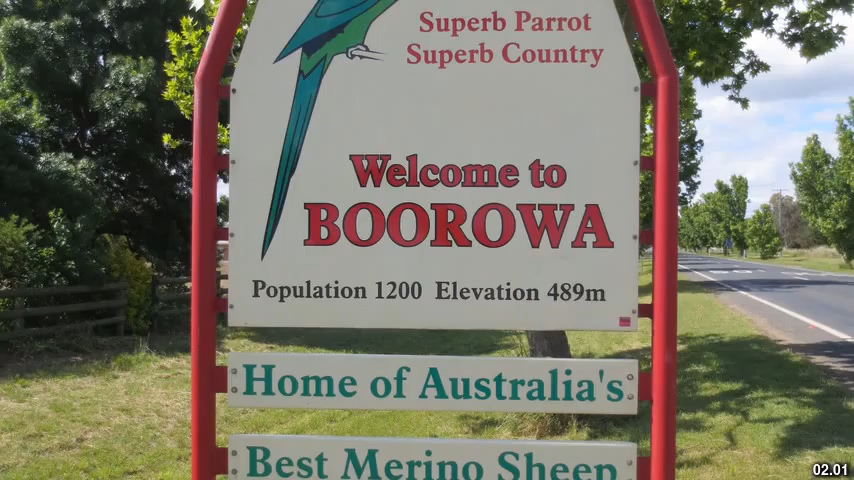 Superb Parrot
Superb Country
Welcome to
BOOROWA
Population 1200 Elevation 489m
Home of Australia's
Best Merino Sheep
02.01